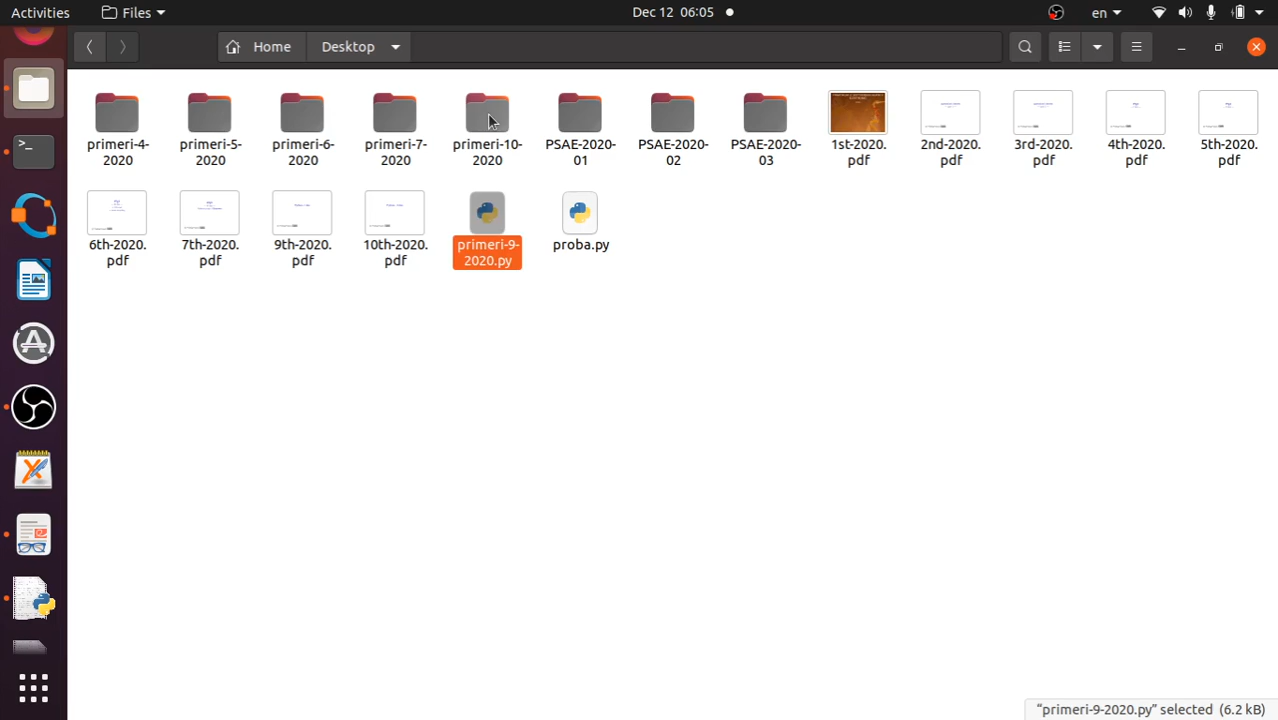 Activities Files Dec 12 06:05 en
Home Desktop
primeri-4-
2020
primeri-5-
2020
primeri-6-
2020
primeri-7-
2020
primeri-10-
2020
PSAE-2020-
01
PSAE-2020-
02
PSAE-2020-
03
1st-2020.
pdf
2nd-2020.
pdf
3rd-2020.
pdf
4th-2020.
pdf
5th-2020.
pdf
6th-2020.
pdf
7th-2020.
pdf
9th-2020.
pdf
10th-2020.
pdf
primeri-9-
2020.py
proba.py
“primeri-9-2020.py” selected (6.2 kB)